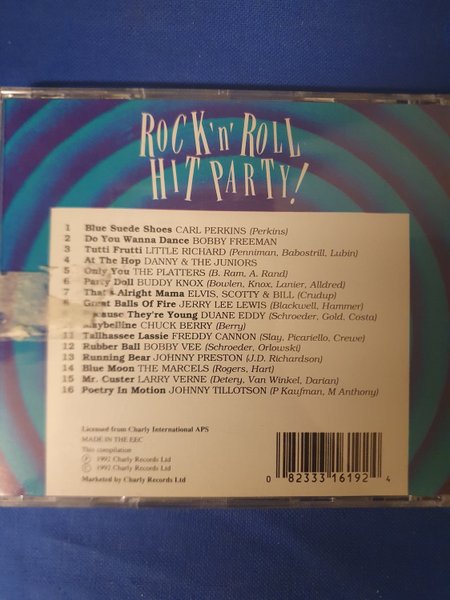 ROCK 'n' ROLL
HIT PARTY!
1 Blue Suede Shoes CARL PERKINS (Perkins)
2 Do You Wanna Dance BOBBY FREEMAN
3 Tutti Frutti LITTLE RICHARD (Penniman, Babostrill, Lubin)
4 At The Hop DANNY & THE JUNIORS
5 Only You THE PLATTERS (B. Ram, A. Rand)
6 Party Doll BUDDY KNOX (Bowlen, Knox, Lanier, Alldred)
7 That's Alright Mama ELVIS, SCOTTY & BILL (Crudup)
8 Great Balls Of Fire JERRY LEE LEWIS (Blackwell, Hammer)
They're Young DUANE EDDY (Schroeder, Gold, Costa)
Maybelline CHUCK BERRY (Berry)
11 Tallhassee Lassie FREDDY CANNON (Slay, Picariello, Crewe)
12 Rubber Ball BOBBY VEE (Schroeder, Orlowski)
13 Running Bear JOHNNY PRESTON (J.D. Richardson)
14 Blue Moon THE MARCELS (Rogers, Hart)
15 Mr. Custer LARRY VERNE (Detery, Van Winkel, Darian)
16 Poetry In Motion JOHNNY TILLOTSON (P Kaufman, M Anthony)
Licensed from Charly International APS
MADE IN THE EEC
This compilation
Ⓟ 1992 Charly Records Ltd
© 1992 Charly Records Ltd
Marketed by Charly Records Ltd
0 82333 16192 4